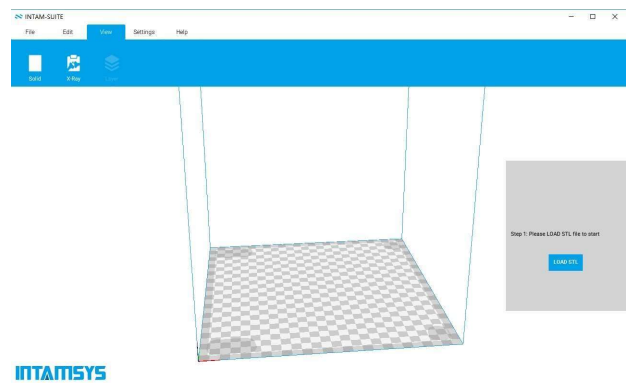 INTAM-SUITE
File Edit View Settings Help
Solid X-Ray Layer
Step 1: Please LOAD STL file to start
LOAD STL
INTAMSYS